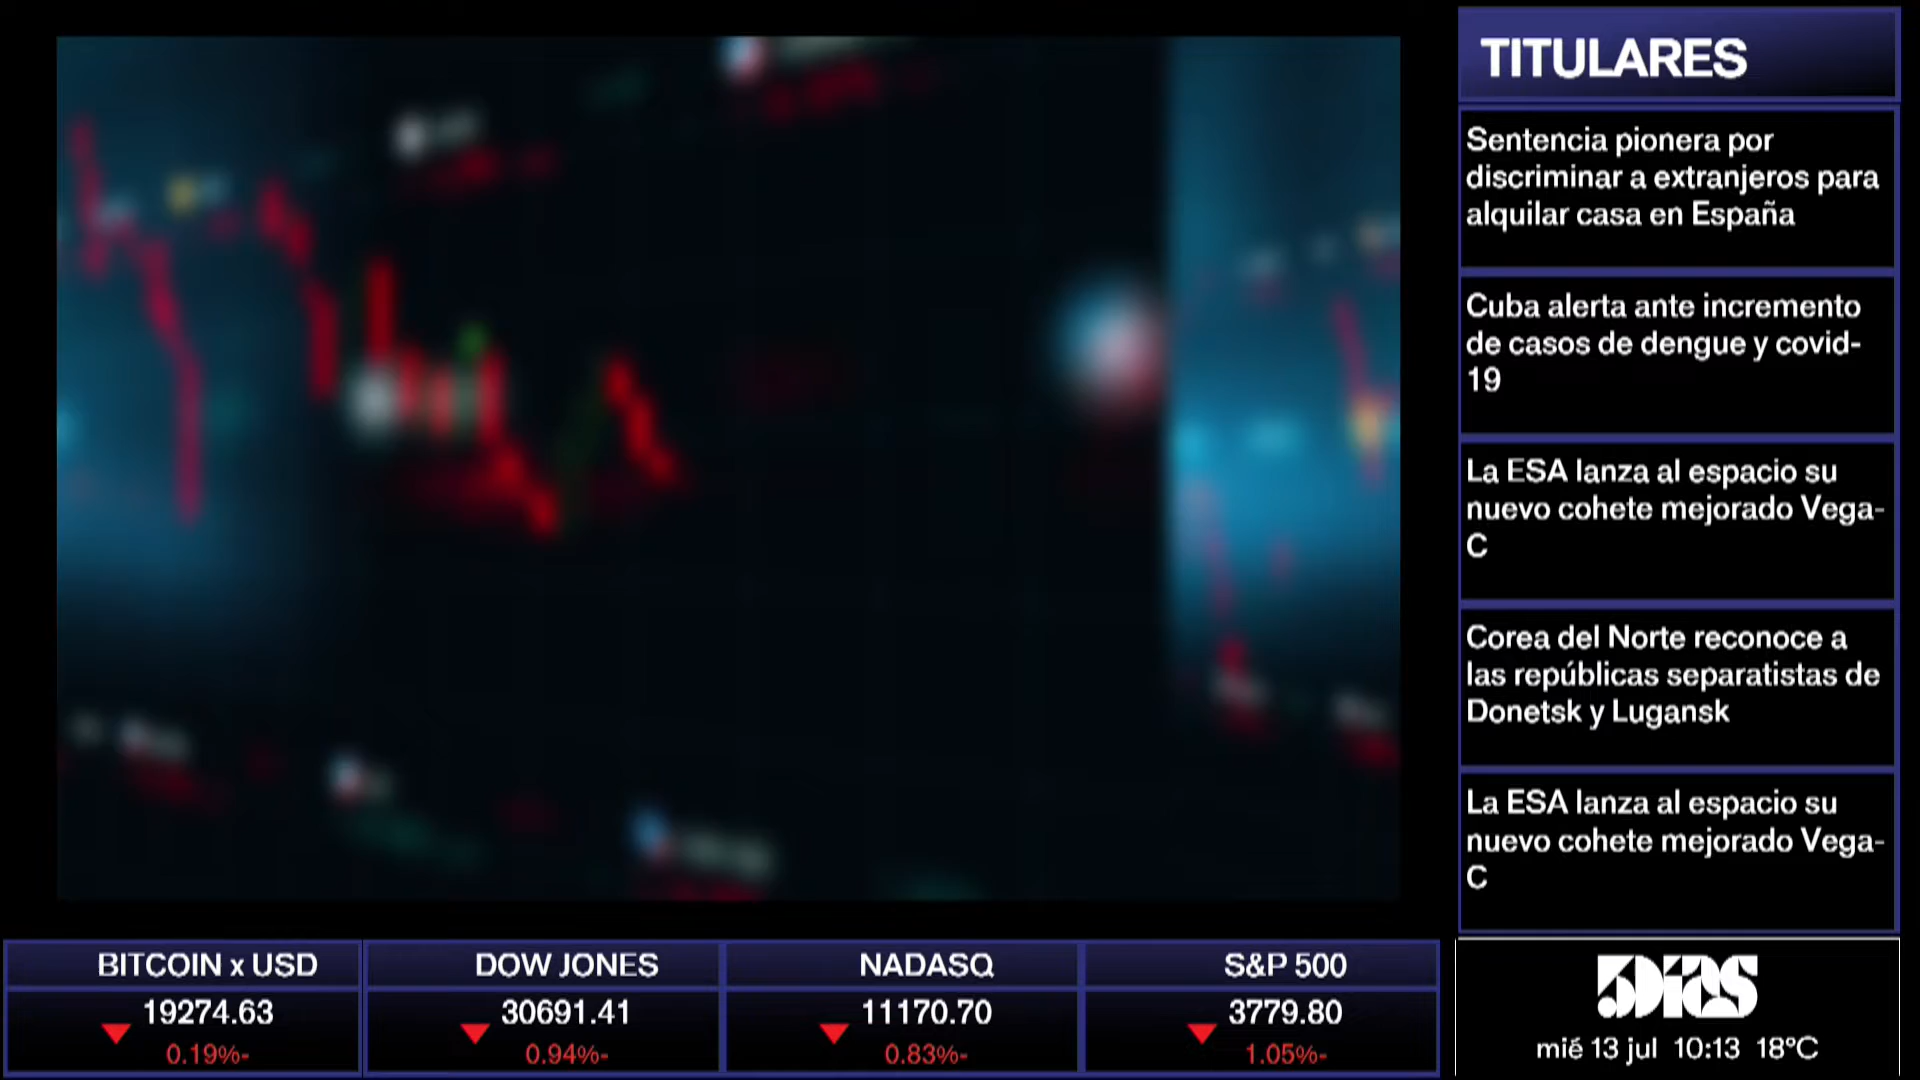 TITULARES
Sentencia pionera por
discriminar a extranjeros para
alquilar casa en España
Cuba alerta ante incremento
de casos de dengue y covid-
19
La ESA lanza al espacio su
nuevo cohete mejorado Vega-
C
Corea del Norte reconoce a
las repúblicas separatistas de
Donetsk y Lugansk
La ESA lanza al espacio su
nuevo cohete mejorado Vega-
C
BITCOIN x USD
19274.63
0.19%-
DOW JONES
30691.41
0.94%-
NADASQ
11170.70
0.83%-
S&P 500
3779.80
1.05%-
5Días
mié 13 jul 10:13 18°C